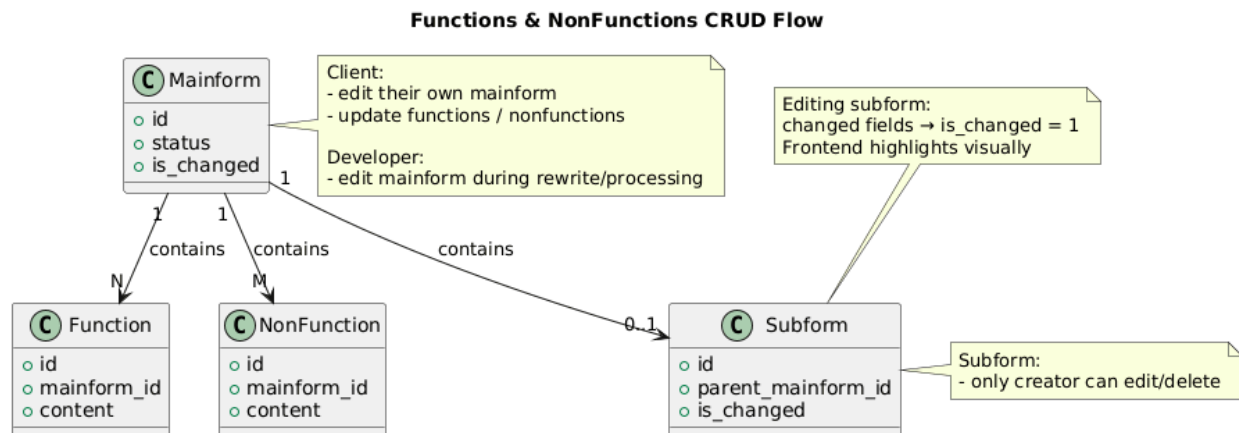 Functions & NonFunctions CRUD Flow
C Mainform
id
status
is_changed
Client:
- edit their own mainform
- update functions / nonfunctions
Developer:
- edit mainform during rewrite/processing
Editing subform:
changed fields → is_changed = 1
Frontend highlights visually
1
1
1
contains
contains
contains
N
M
0..1
C Function
id
mainform_id
content
C NonFunction
id
mainform_id
content
C Subform
id
parent_mainform_id
is_changed
Subform:
- only creator can edit/delete